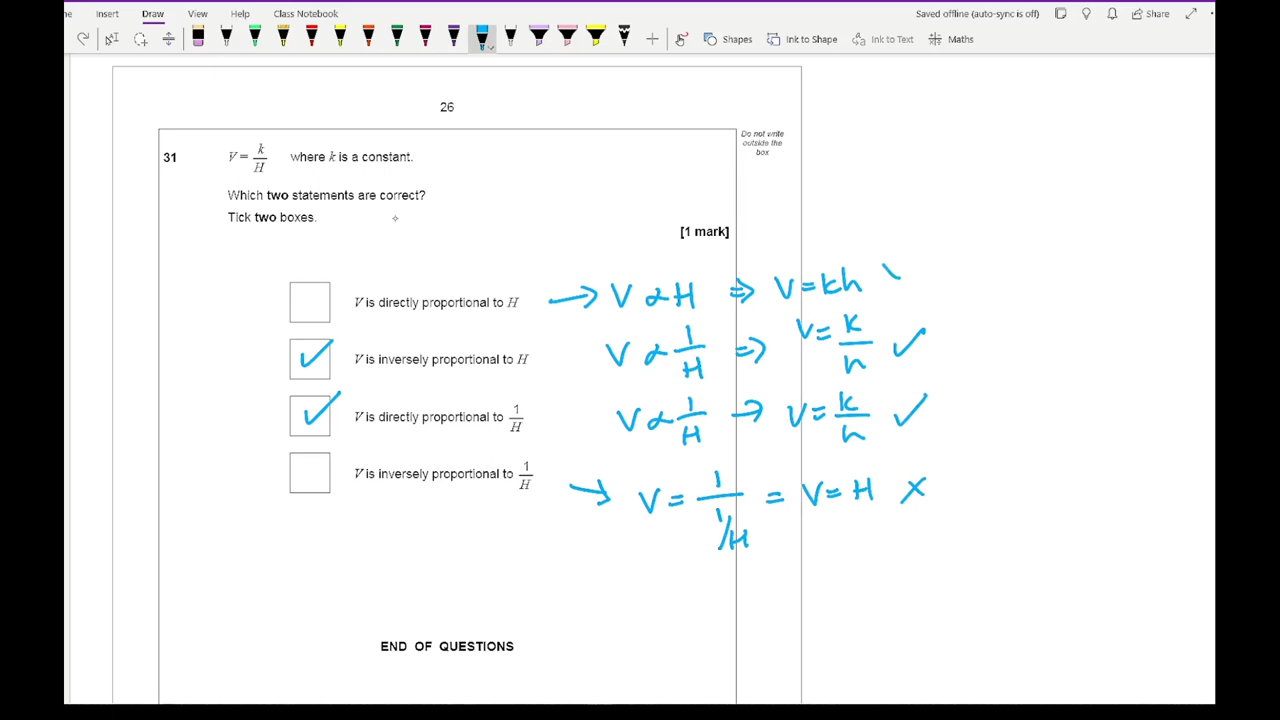 me Insert Draw View Help Class Notebook Saved offline (auto-sync is off) Share
Shapes Ink to Shape Ink to Text Maths
26
Do not write
outside the
box
31 V = k/H where k is a constant.
Which two statements are correct?
Tick two boxes.
[1 mark]
V is directly proportional to H → V ∝ H ⇒ V = kh \
✓ V is inversely proportional to H V ∝ 1/H ⇒ V = k/h ✓
✓ V is directly proportional to 1/H V ∝ 1/H → V = k/h ✓
V is inversely proportional to 1/H → V = 1/(1/H) = V = H ×
END OF QUESTIONS